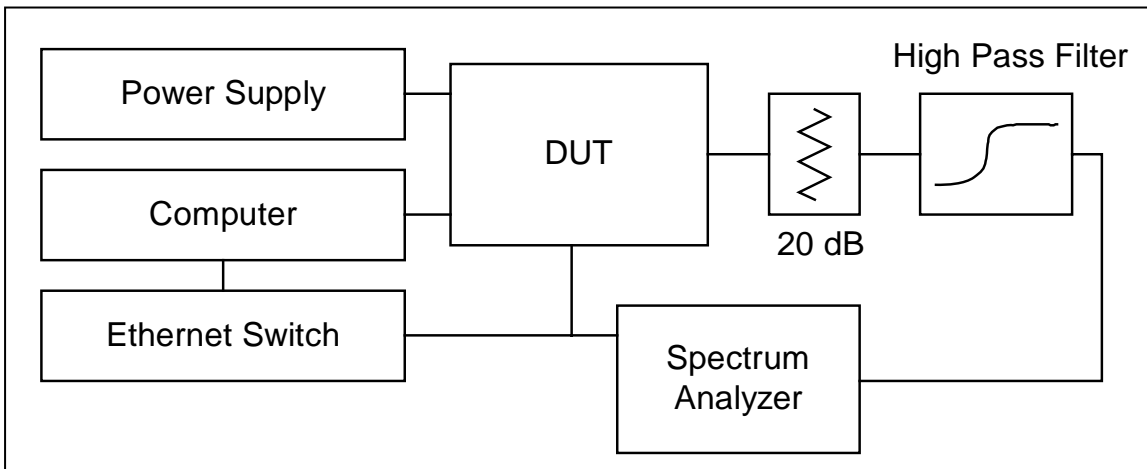 High Pass Filter
Power Supply
DUT
Computer
20 dB
Ethernet Switch
Spectrum
Analyzer